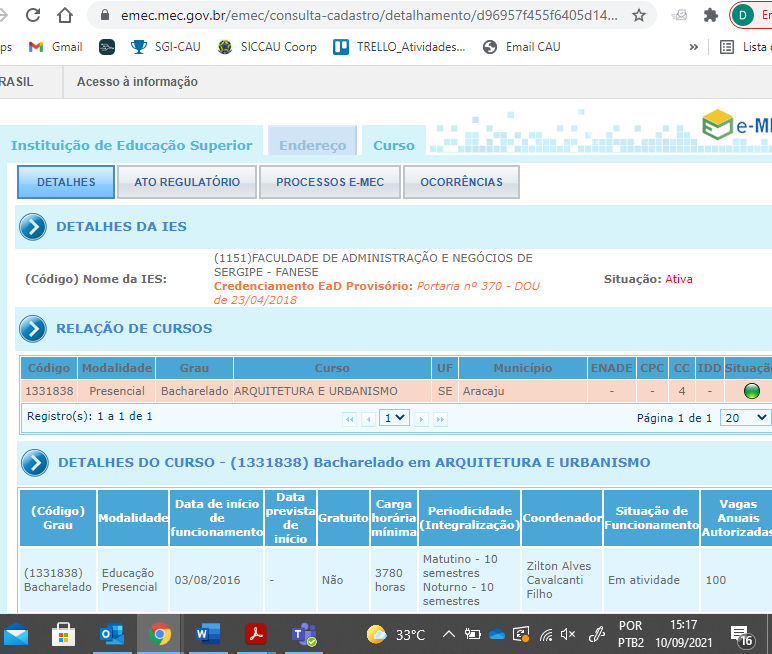 emec.mec.gov.br/emec/consulta-cadastro/detalhamento/d96957f455f6405d14...
D
ps
Gmail
SGI-CAU
SICCAU Coorp
TRELLO_Atividades...
Email CAU
»
Lista
RASIL
Acesso à informação
e-M
Instituição de Educação Superior
Endereço
Curso
DETALHES
ATO REGULATÓRIO
PROCESSOS E-MEC
OCORRÊNCIAS
DETALHES DA IES
(Código) Nome da IES:
(1151)FACULDADE DE ADMINISTRAÇÃO E NEGÓCIOS DE
SERGIPE - FANESE
Credenciamento EaD Provisório: Portaria nº 370 - DOU
de 23/04/2018
Situação: Ativa
RELAÇÃO DE CURSOS
Código Modalidade Grau Curso UF Município ENADE CPC CC IDD Situação
1331838 Presencial Bacharelado ARQUITETURA E URBANISMO SE Aracaju - - 4 -
Registro(s): 1 a 1 de 1
1
Página 1 de 1
20
DETALHES DO CURSO - (1331838) Bacharelado em ARQUITETURA E URBANISMO
(Código)
Grau
Modalidade
Data de início
de
funcionamento
Data
prevista
de
início
Gratuito
Carga
horária
mínima
Periodicidade
(Integralização)
Coordenador
Situação de
Funcionamento
Vagas
Anuais
Autorizadas
(1331838)
Bacharelado
Educação
Presencial
03/08/2016
-
Não
3780
horas
Matutino - 10
semestres
Noturno - 10
semestres
Zilton Alves
Cavalcanti
Filho
Em atividade
100
33°C
POR
PTB2
15:17
10/09/2021
16